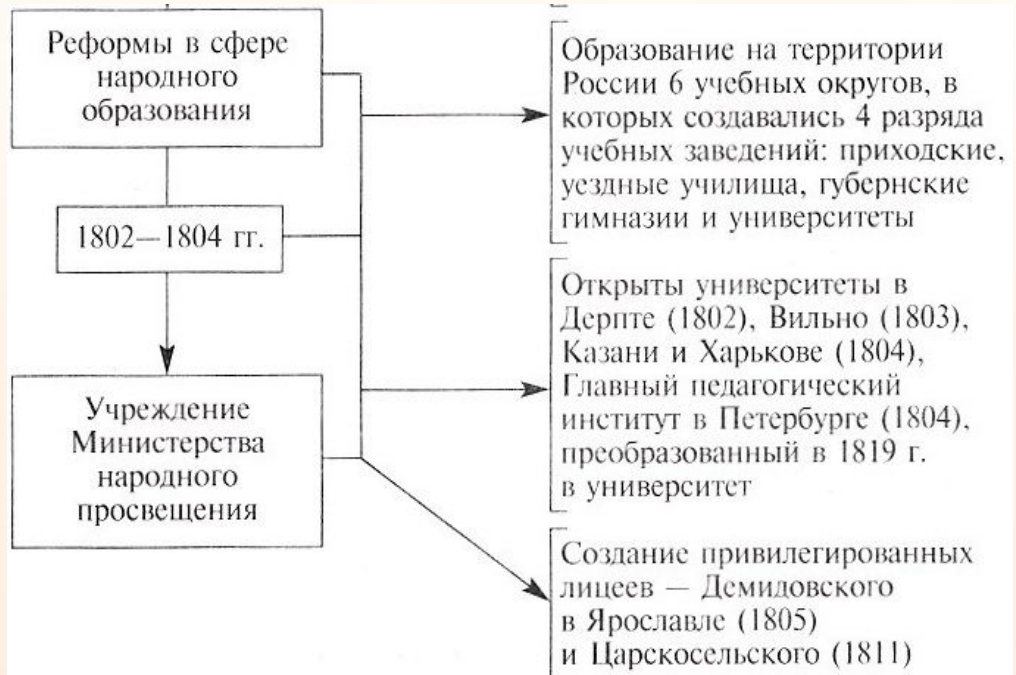 Реформы в сфере
народного
образования
1802—1804 гг.
Учреждение
Министерства
народного
просвещения
Образование на территории
России 6 учебных округов, в
которых создавались 4 разряда
учебных заведений: приходские,
уездные училища, губернские
гимназии и университеты
Открыты университеты в
Дерпте (1802), Вильно (1803),
Казани и Харькове (1804),
Главный педагогический
институт в Петербурге (1804),
преобразованный в 1819 г.
в университет
Создание привилегированных
лицеев — Демидовского
в Ярославле (1805)
и Царскосельского (1811)